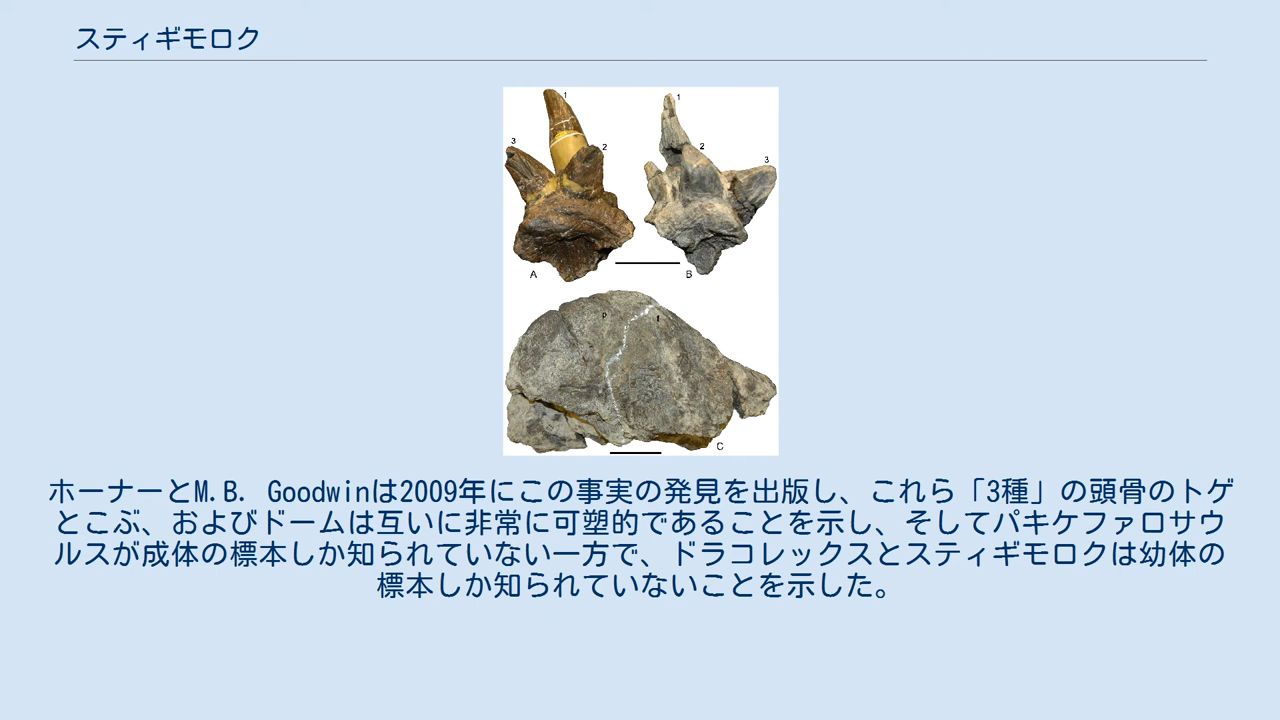 スティギモロク
1
3
2
1
2
3
A
B
p
f
C
ホーナーとM.B. Goodwinは2009年にこの事実の発見を出版し、これら「3種」の頭骨のトゲ
とこぶ、およびドームは互いに非常に可塑的であることを示し、そしてパキケファロサウ
ルスが成体の標本しか知られていない一方で、ドラコレックスとスティギモロクは幼体の
標本しか知られていないことを示した。